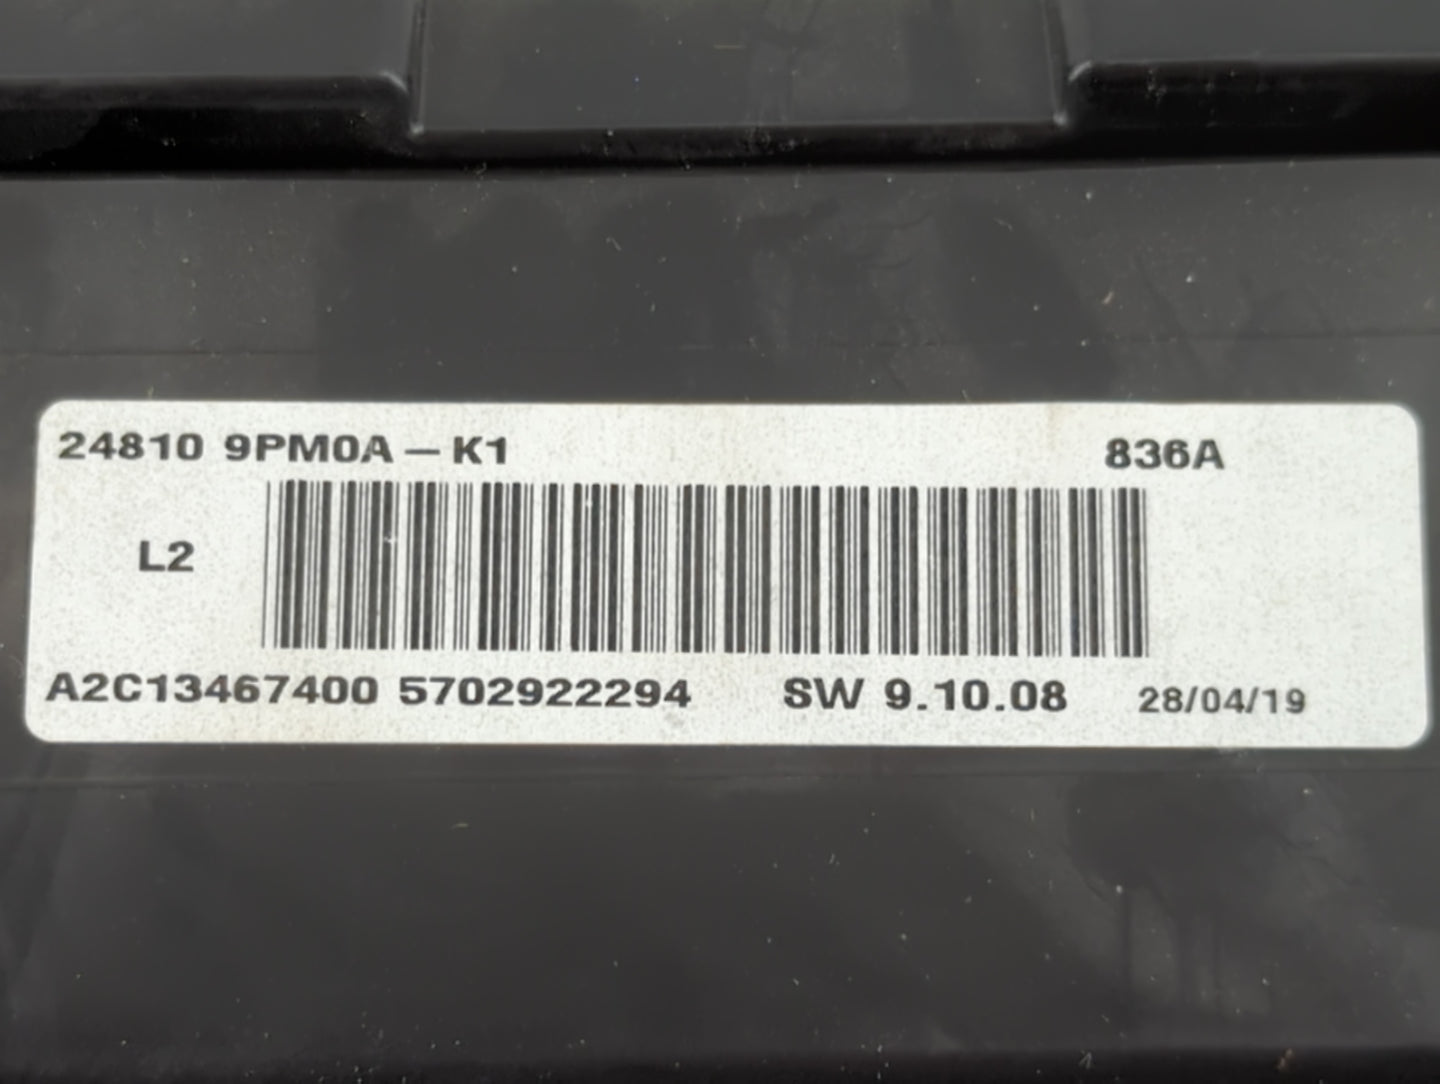 24810 9PM0A – K1 836A
L2
A2C13467400 5702922294 SW 9.10.08 28/04/19